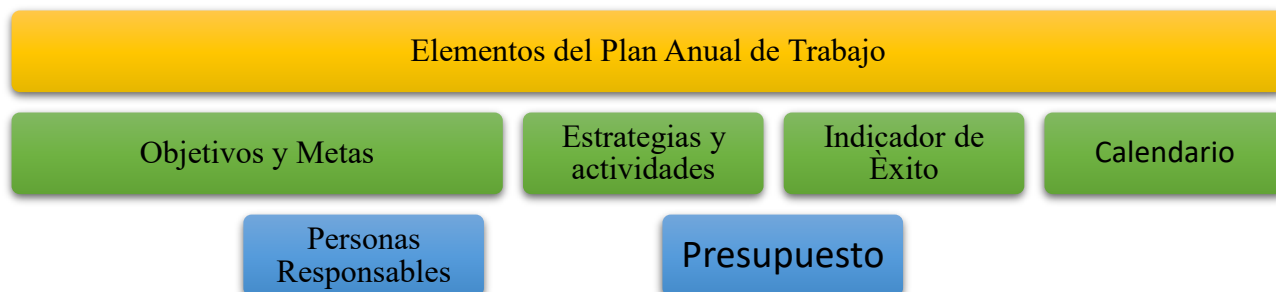 Elementos del Plan Anual de Trabajo
Objetivos y Metas
Estrategias y
actividades
Indicador de
Èxito
Calendario
Personas
Responsables
Presupuesto